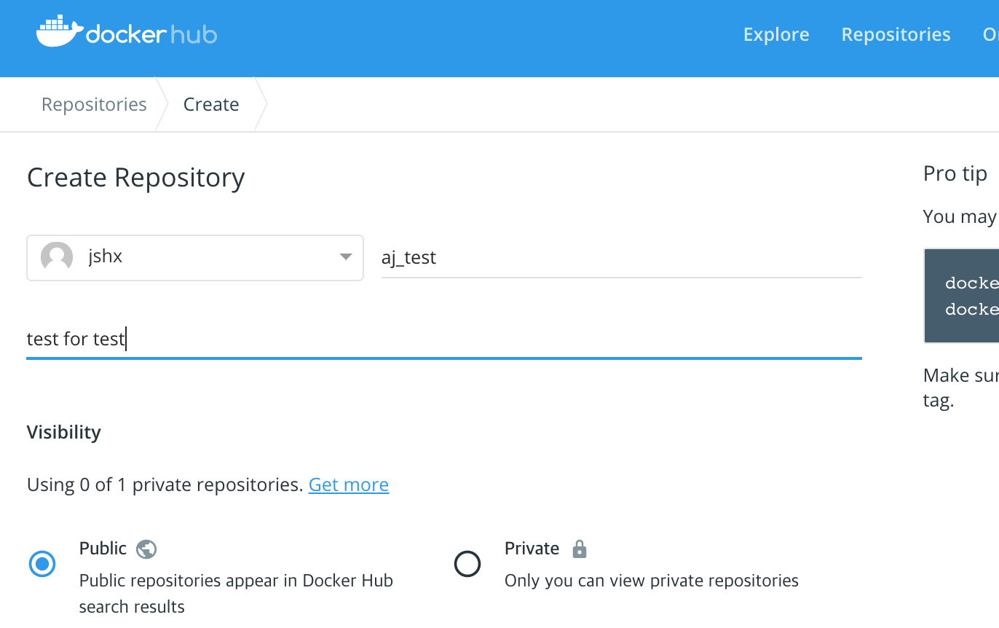 docker hub
Explore Repositories
Repositories Create
Create Repository
jshx
aj_test
test for test
Visibility
Using 0 of 1 private repositories. Get more
Public
Public repositories appear in Docker Hub
search results
Private
Only you can view private repositories
Pro tip
You may
docke
docke
Make sur
tag.